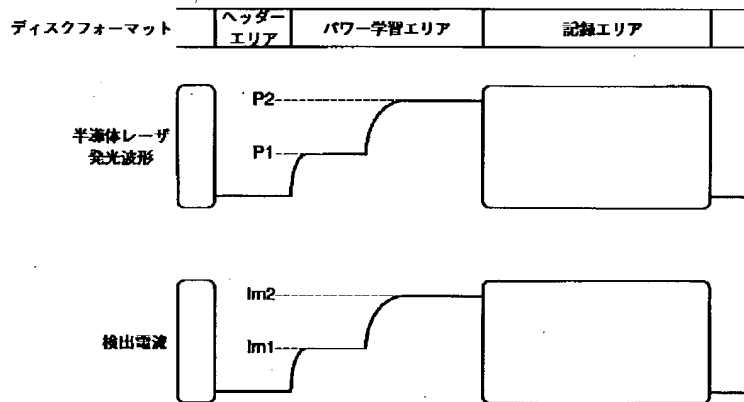 ディスクフォーマット
ヘッダー
エリア
パワー学習エリア
記録エリア
P2
半導体レーザ
発光波形
P1
Im2
検出電流
Im1